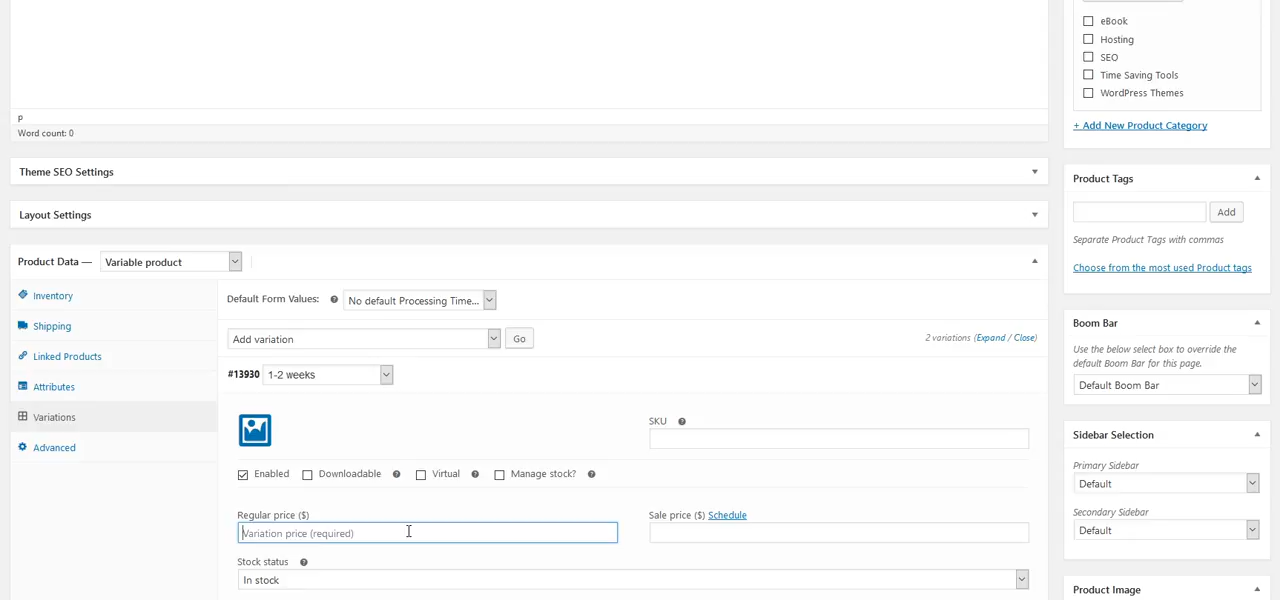 p
Word count: 0
Theme SEO Settings
Layout Settings
Product Data — Variable product
Inventory
Shipping
Linked Products
Attributes
Variations
Advanced
Default Form Values: ? No default Processing Time...
Add variation Go 2 variations (Expand / Close)
#13930 1-2 weeks
SKU ?
Enabled Downloadable ? Virtual ? Manage stock? ?
Regular price ($)
Variation price (required)
Sale price ($) Schedule
Stock status ?
In stock
eBook
Hosting
SEO
Time Saving Tools
WordPress Themes
+ Add New Product Category
Product Tags
Add
Separate Product Tags with commas
Choose from the most used Product tags
Boom Bar
Use the below select box to override the
default Boom Bar for this page.
Default Boom Bar
Sidebar Selection
Primary Sidebar
Default
Secondary Sidebar
Default
Product Image